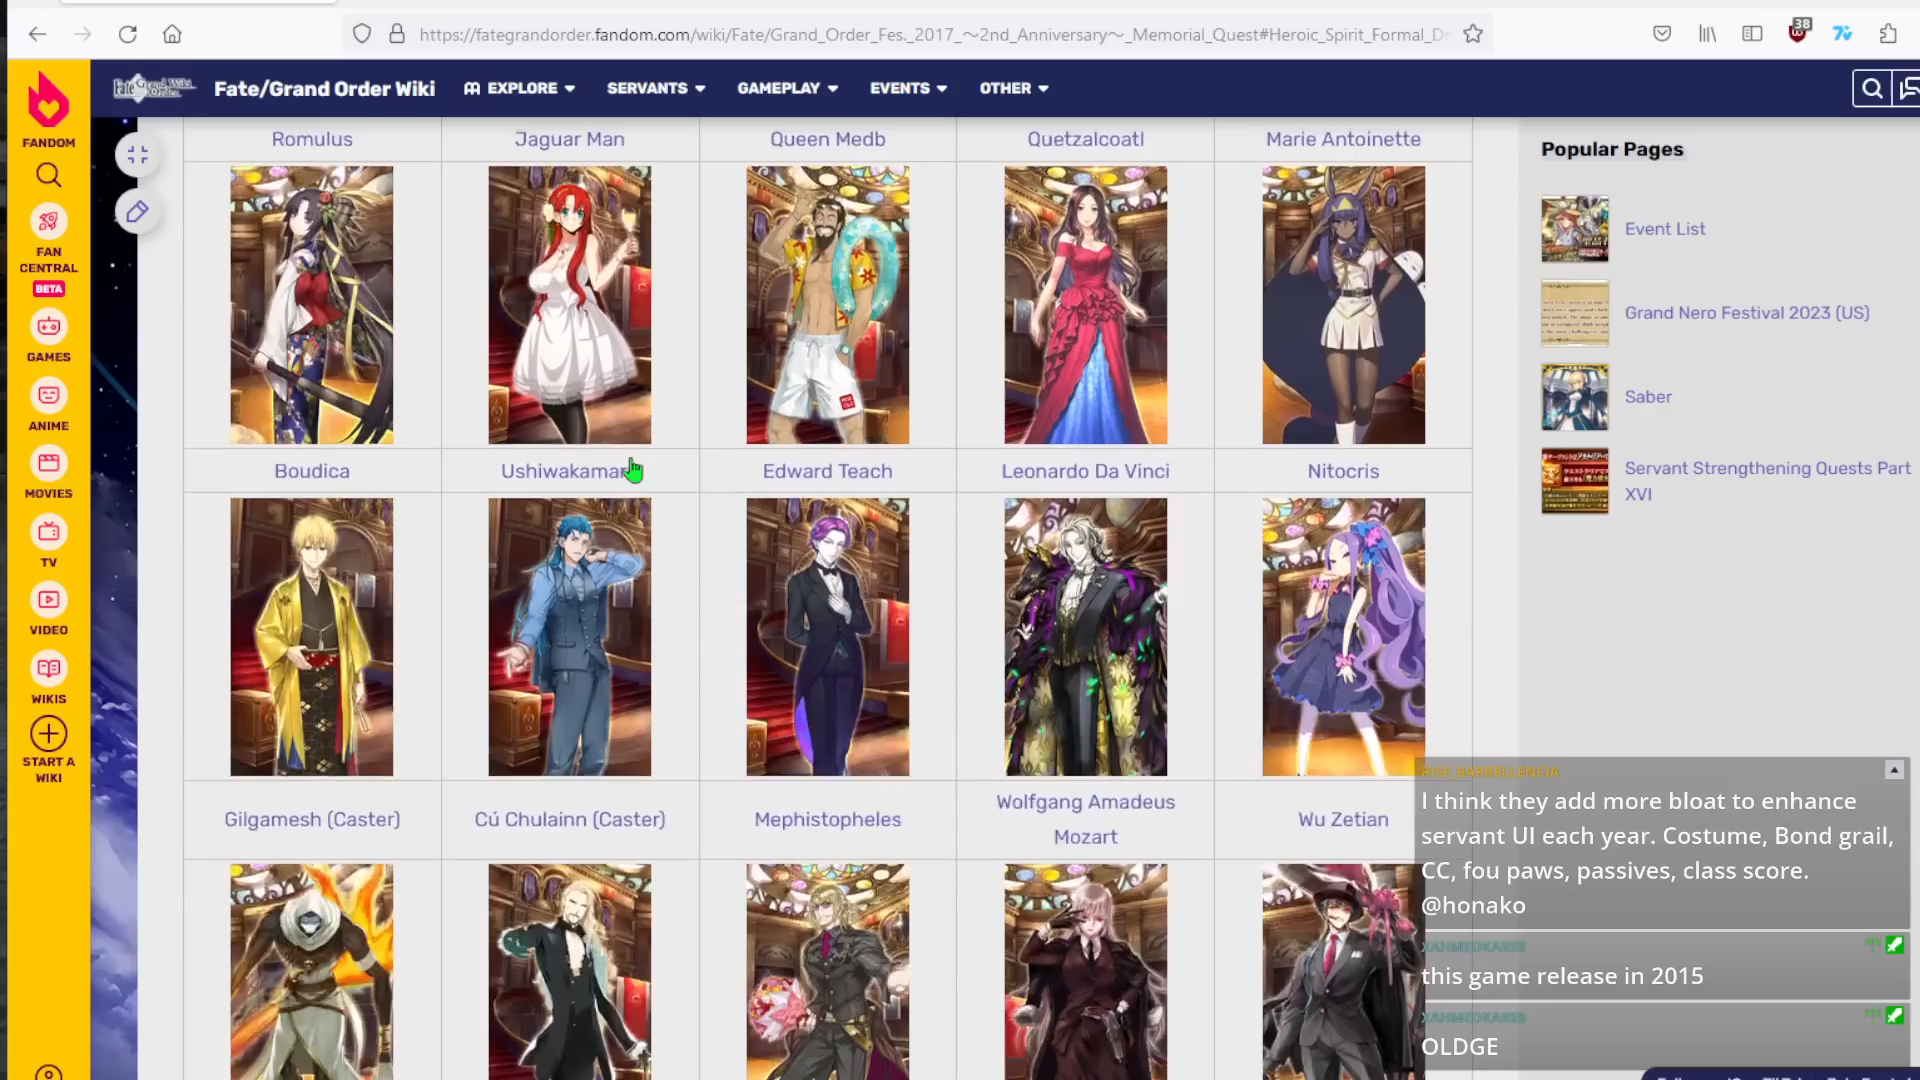 https://fategrandorder.fandom.com/wiki/Fate/Grand_Order_Fes._2017_～2nd_Anniversary～_Memorial_Quest#Heroic_Spirit_Formal_Dr
38
Fate/Grand Order Wiki
EXPLORE
SERVANTS
GAMEPLAY
EVENTS
OTHER
FANDOM
FAN
CENTRAL
BETA
GAMES
ANIME
MOVIES
TV
VIDEO
WIKIS
START A
WIKI
Romulus
Jaguar Man
Queen Medb
Quetzalcoatl
Marie Antoinette
Boudica
Edward Teach
Leonardo Da Vinci
Nitocris
Gilgamesh (Caster)
Cú Chulainn (Caster)
Mephistopheles
Wolfgang Amadeus
Mozart
Wu Zetian
Popular Pages
Event List
Grand Nero Festival 2023 (US)
Saber
Servant Strengthening Quests Part
XVI
I think they add more bloat to enhance
servant UI each year. Costume, Bond grail,
CC, fou paws, passives, class score.
@honako
XAHMEDKARE8
this game release in 2015
XAHMEDKARE8
OLDGE